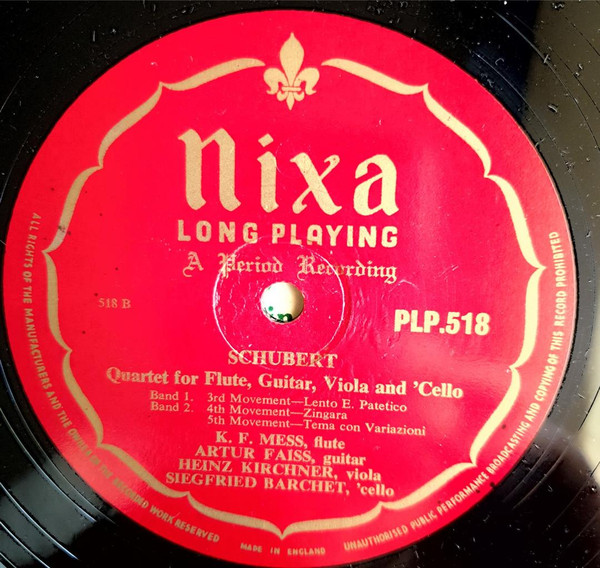 Nixa
LONG PLAYING
A Period Recording
518 B
PLP.518
SCHUBERT
Quartet for Flute, Guitar, Viola and 'Cello
Band 1. 3rd Movement—Lento E. Patetico
Band 2. 4th Movement—Zingara
5th Movement—Tema con Variazioni
K. F. MESS, flute
ARTUR FAISS, guitar
HEINZ KIRCHNER, viola
SIEGFRIED BARCHET, 'cello
ALL RIGHTS OF THE MANUFACTURERS AND THE OWNER OF THE RECORDED WORK RESERVED
MADE IN ENGLAND
UNAUTHORISED PUBLIC PERFORMANCE BROADCASTING AND COPYING OF THIS RECORD PROHIBITED